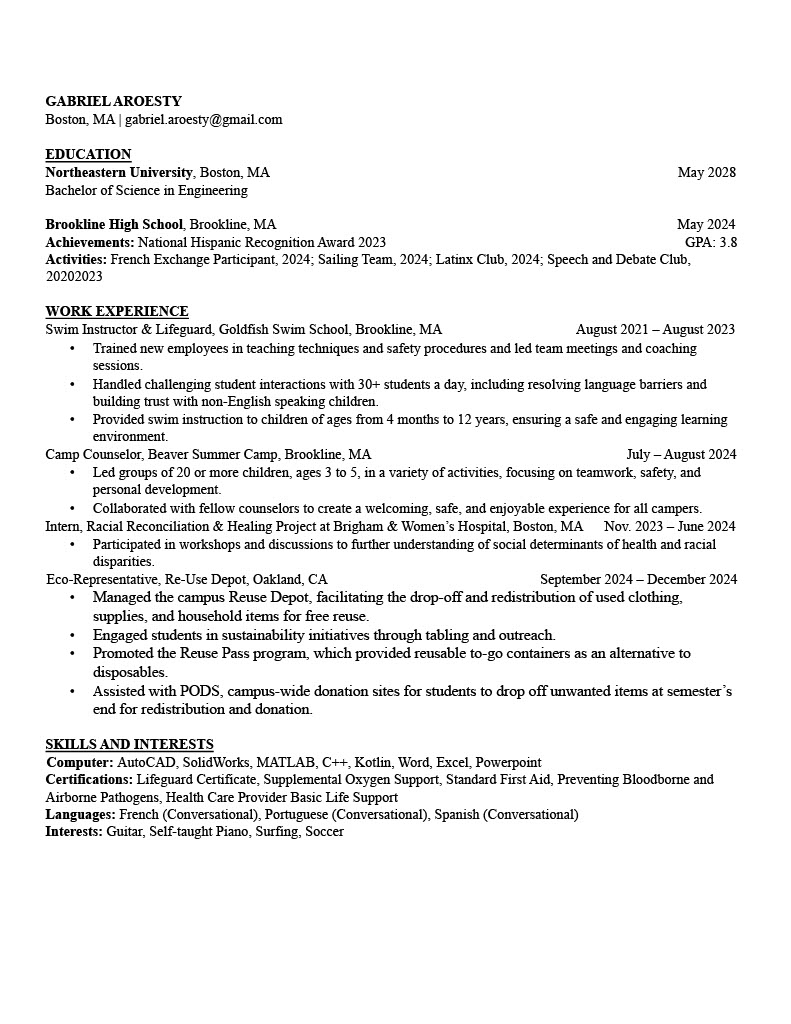 GABRIEL AROESTY
Boston, MA | gabriel.aroesty@gmail.com
EDUCATION
Northeastern University, Boston, MA May 2028
Bachelor of Science in Engineering
Brookline High School, Brookline, MA May 2024
Achievements: National Hispanic Recognition Award 2023 GPA: 3.8
Activities: French Exchange Participant, 2024; Sailing Team, 2024; Latinx Club, 2024; Speech and Debate Club,
20202023
WORK EXPERIENCE
Swim Instructor & Lifeguard, Goldfish Swim School, Brookline, MA August 2021 – August 2023
• Trained new employees in teaching techniques and safety procedures and led team meetings and coaching
sessions.
• Handled challenging student interactions with 30+ students a day, including resolving language barriers and
building trust with non-English speaking children.
• Provided swim instruction to children of ages from 4 months to 12 years, ensuring a safe and engaging learning
environment.
Camp Counselor, Beaver Summer Camp, Brookline, MA July – August 2024
• Led groups of 20 or more children, ages 3 to 5, in a variety of activities, focusing on teamwork, safety, and
personal development.
• Collaborated with fellow counselors to create a welcoming, safe, and enjoyable experience for all campers.
Intern, Racial Reconciliation & Healing Project at Brigham & Women’s Hospital, Boston, MA Nov. 2023 – June 2024
• Participated in workshops and discussions to further understanding of social determinants of health and racial
disparities.
Eco-Representative, Re-Use Depot, Oakland, CA September 2024 – December 2024
• Managed the campus Reuse Depot, facilitating the drop-off and redistribution of used clothing,
supplies, and household items for free reuse.
• Engaged students in sustainability initiatives through tabling and outreach.
• Promoted the Reuse Pass program, which provided reusable to-go containers as an alternative to
disposables.
• Assisted with PODS, campus-wide donation sites for students to drop off unwanted items at semester’s
end for redistribution and donation.
SKILLS AND INTERESTS
Computer: AutoCAD, SolidWorks, MATLAB, C++, Kotlin, Word, Excel, Powerpoint
Certifications: Lifeguard Certificate, Supplemental Oxygen Support, Standard First Aid, Preventing Bloodborne and
Airborne Pathogens, Health Care Provider Basic Life Support
Languages: French (Conversational), Portuguese (Conversational), Spanish (Conversational)
Interests: Guitar, Self-taught Piano, Surfing, Soccer